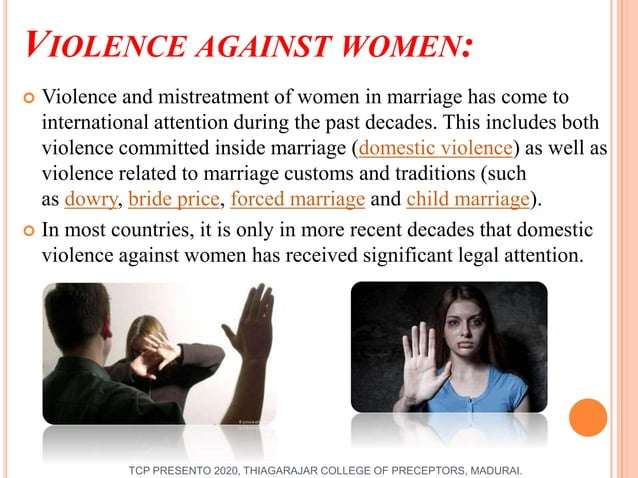 VIOLENCE AGAINST WOMEN:
Violence and mistreatment of women in marriage has come to
international attention during the past decades. This includes both
violence committed inside marriage (domestic violence) as well as
violence related to marriage customs and traditions (such
as dowry, bride price, forced marriage and child marriage).
In most countries, it is only in more recent decades that domestic
violence against women has received significant legal attention.
TCP PRESENTO 2020, THIAGARAJAR COLLEGE OF PRECEPTORS, MADURAI.